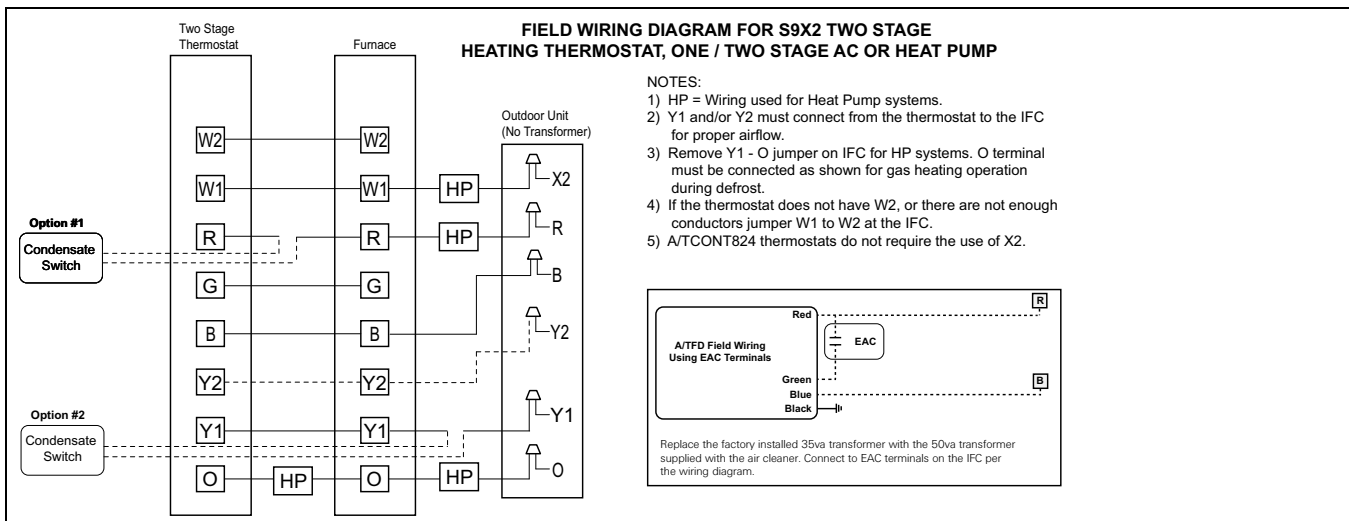 FIELD WIRING DIAGRAM FOR S9X2 TWO STAGE
HEATING THERMOSTAT, ONE / TWO STAGE AC OR HEAT PUMP
Two Stage
Thermostat
Furnace
Outdoor Unit
(No Transformer)
W2
W2
W1
W1
HP
X2
Option #1
Condensate
Switch
R
R
HP
R
G
G
B
B
B
Y2
Y2
Y2
Option #2
Condensate
Switch
Y1
Y1
Y1
O
HP
O
HP
O
NOTES:
1) HP = Wiring used for Heat Pump systems.
2) Y1 and/or Y2 must connect from the thermostat to the IFC
for proper airflow.
3) Remove Y1 - O jumper on IFC for HP systems. O terminal
must be connected as shown for gas heating operation
during defrost.
4) If the thermostat does not have W2, or there are not enough
conductors jumper W1 to W2 at the IFC.
5) A/TCONT824 thermostats do not require the use of X2.
Red
R
EAC
A/TFD Field Wiring
Using EAC Terminals
Green
Blue
B
Black
Replace the factory installed 35va transformer with the 50va transformer
supplied with the air cleaner. Connect to EAC terminals on the IFC per
the wiring diagram.